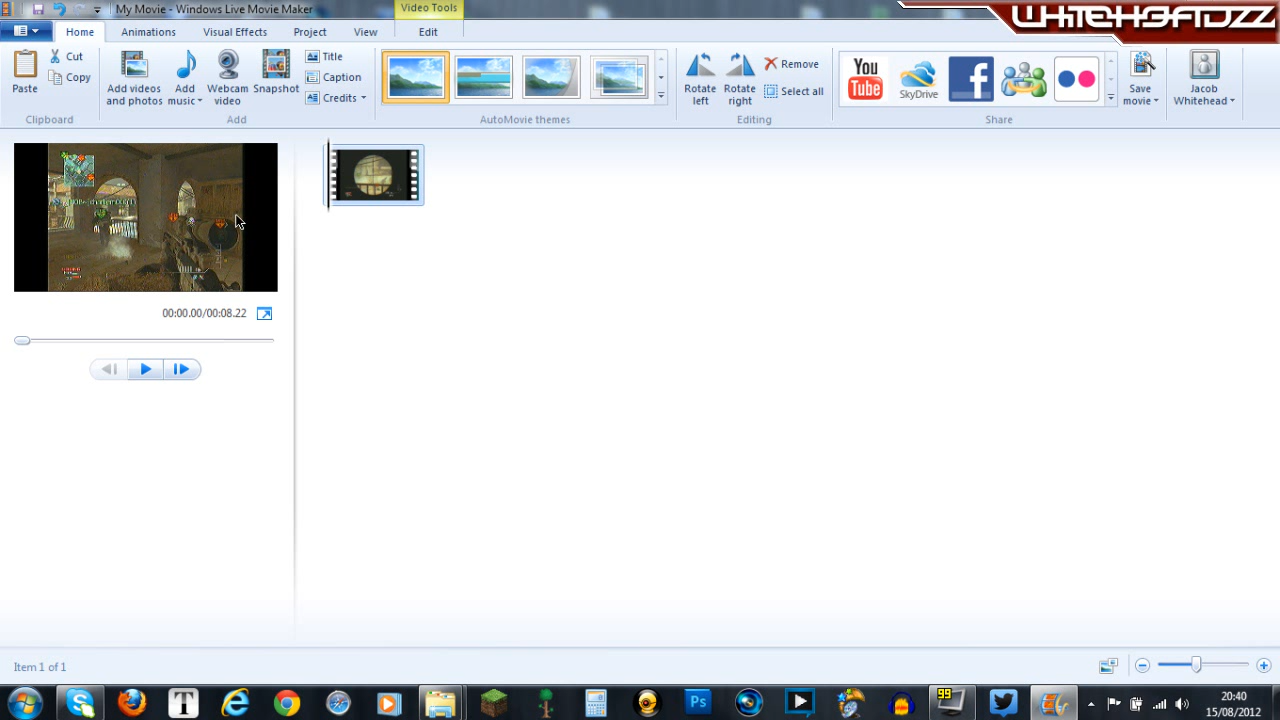 My Movie - Windows Live Movie Maker
Video Tools
WHITEH3ADZZ
Home
Animations
Visual Effects
Project
View
Edit
Paste
Cut
Copy
Clipboard
Add videos
and photos
Add
music
Webcam
video
Snapshot
Title
Caption
Credits
Add
AutoMovie themes
Rotate
left
Rotate
right
Remove
Select all
Editing
You
Tube
SkyDrive
f
Share
Save
movie
Jacob
Whitehead
00:00.00/00:08.22
Item 1 of 1
T
Ps
99
20:40
15/08/2012